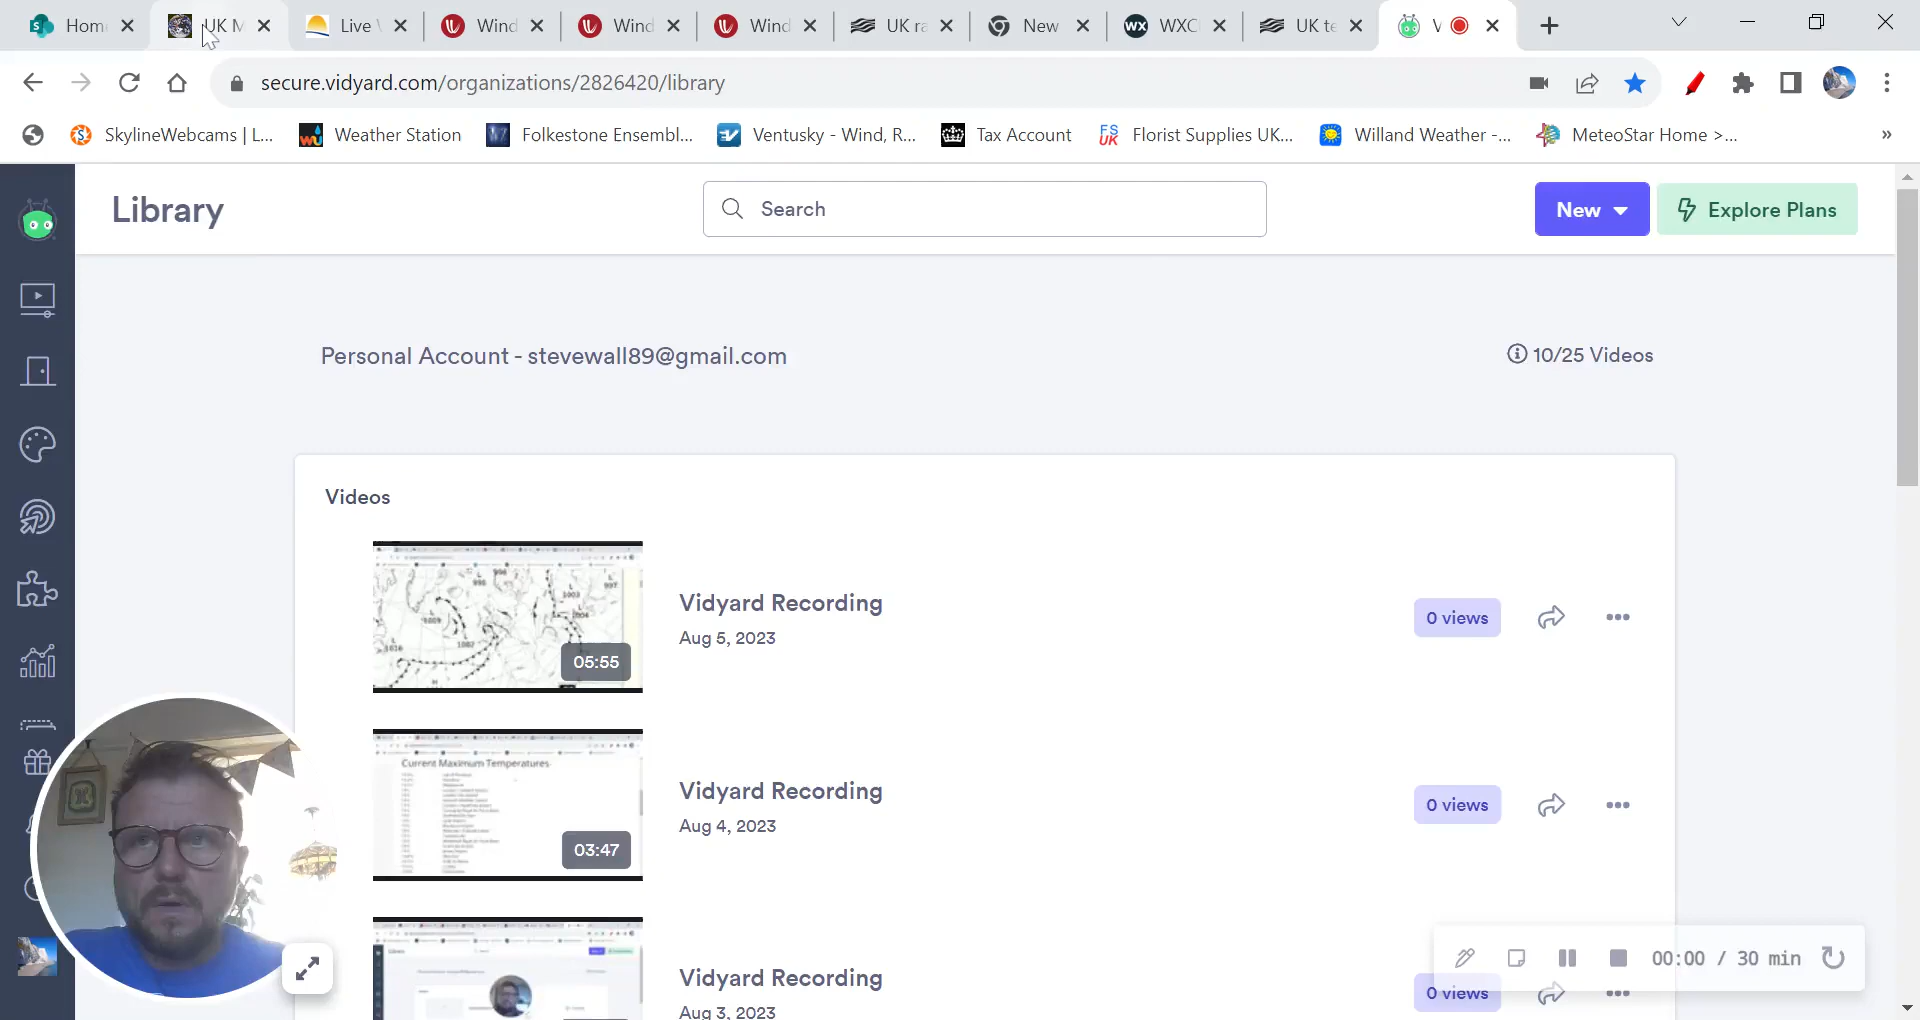 Hom
UK M
Live
Wind
Wind
Wind
UK ra
New
WX
WXC
UK te
V
secure.vidyard.com/organizations/2826420/library
SkylineWebcams | L...
Weather Station
Folkestone Ensembl...
Ventusky - Wind, R...
Tax Account
FS UK
Florist Supplies UK...
Willand Weather -...
MeteoStar Home >...
»
Library
Search
New
Explore Plans
Personal Account - stevewall89@gmail.com
10/25 Videos
Videos
05:55
Vidyard Recording
Aug 5, 2023
0 views
Current Maximum Temperatures
03:47
Vidyard Recording
Aug 4, 2023
0 views
Vidyard Recording
Aug 3, 2023
0 views
00:00 / 30 min